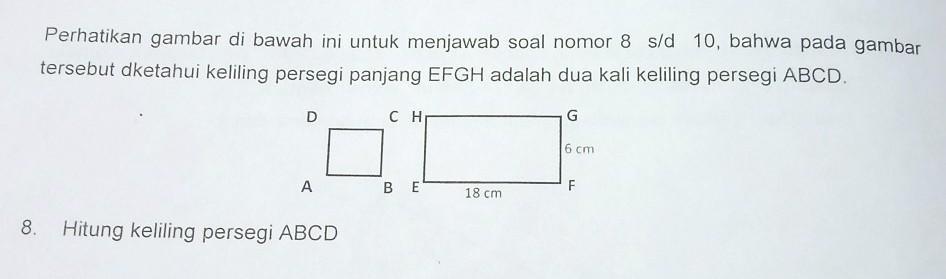 Perhatikan gambar di bawah ini untuk menjawab soal nomor 8 s/d 10, bahwa pada gambar
tersebut dketahui keliling persegi panjang EFGH adalah dua kali keliling persegi ABCD.
D C H G
6 cm
A B E 18 cm F
8. Hitung keliling persegi ABCD